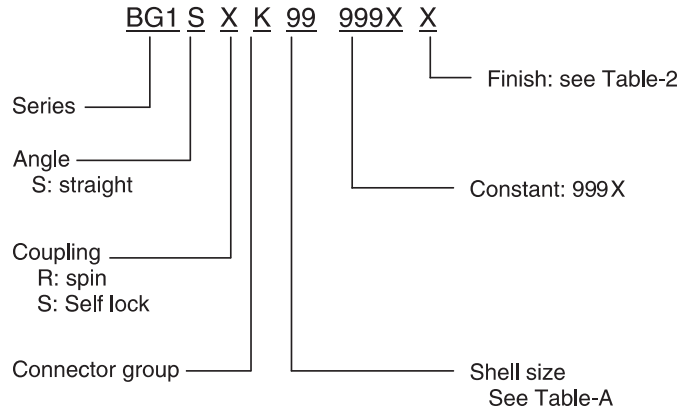 BG1 S X K 99 999X X
Finish: see Table-2
Series
Angle
S: straight
Constant: 999X
Coupling
R: spin
S: Self lock
Connector group
Shell size
See Table-A